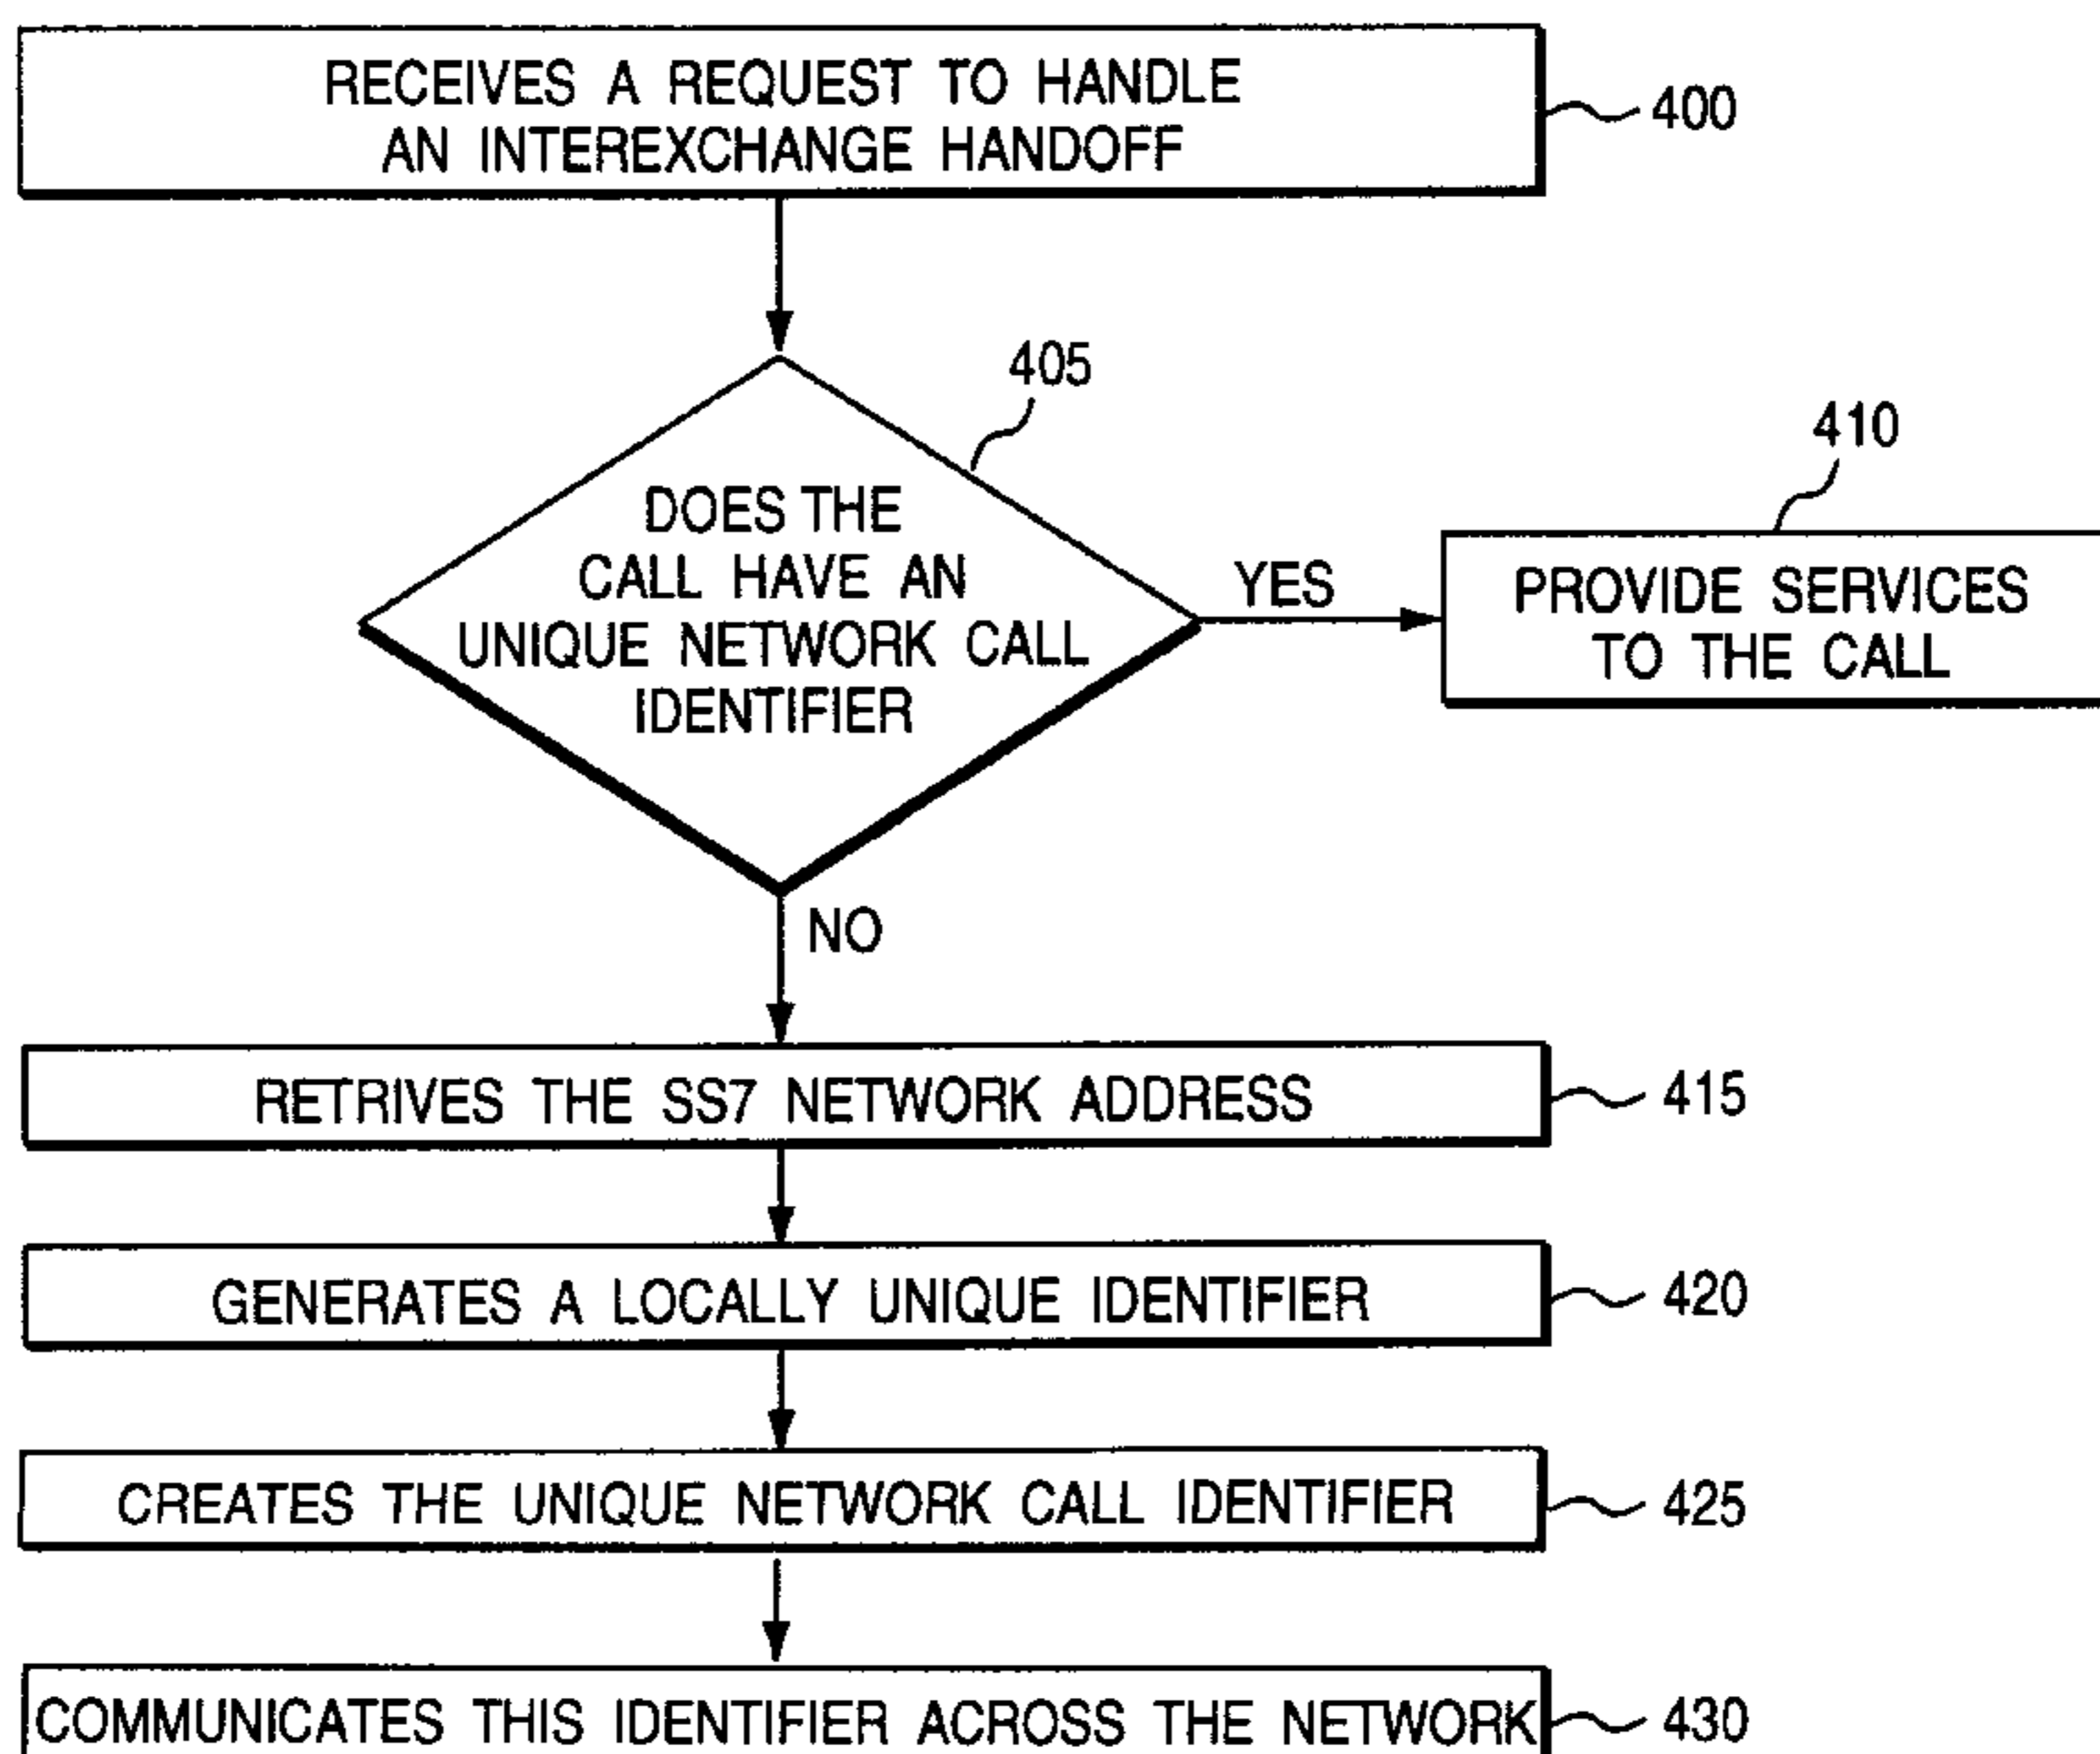 RECEIVES A REQUEST TO HANDLE
AN INTEREXCHANGE HANDOFF
400
405
DOES THE
CALL HAVE AN
UNIQUE NETWORK CALL
IDENTIFIER
YES
410
PROVIDE SERVICES
TO THE CALL
NO
RETRIVES THE SS7 NETWORK ADDRESS
415
GENERATES A LOCALLY UNIQUE IDENTIFIER
420
CREATES THE UNIQUE NETWORK CALL IDENTIFIER
425
COMMUNICATES THIS IDENTIFIER ACROSS THE NETWORK
430